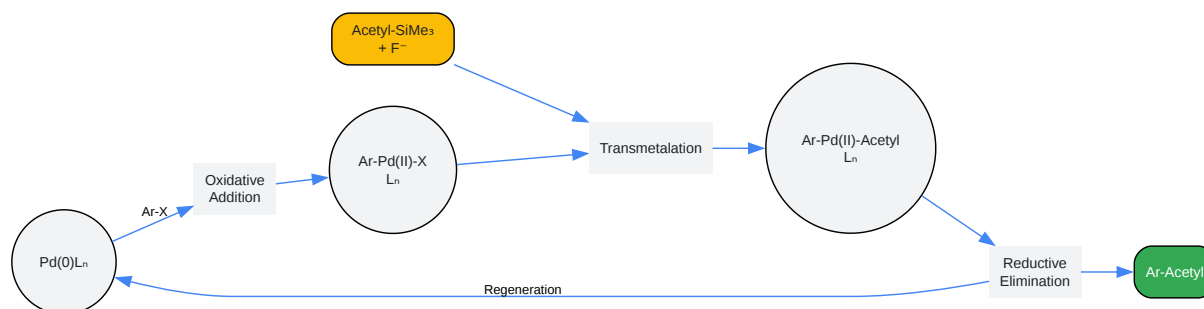 Acetyl-SiMe₃
+ F⁻
Ar-Pd(II)-X
Lₙ
Transmetalation
Ar-Pd(II)-Acetyl
Lₙ
Oxidative
Addition
Ar-X
Pd(0)Lₙ
Reductive
Elimination
Ar-Acetyl
Regeneration